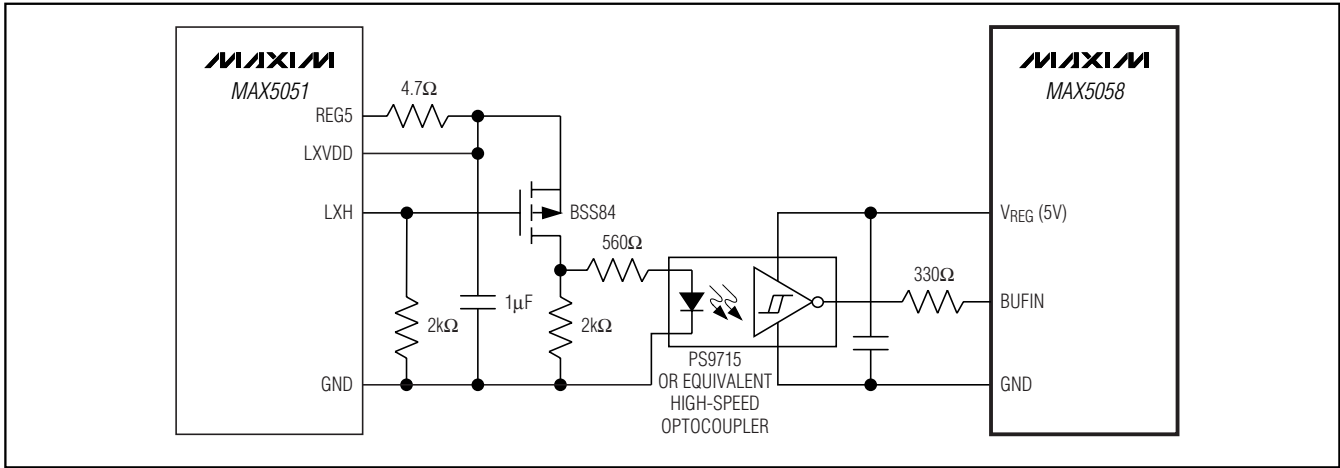 MAXIM
MAX5051
REG5
LXVDD
LXH
GND
4.7Ω
BSS84
560Ω
2kΩ
1μF
2kΩ
PS9715
OR EQUIVALENT
HIGH-SPEED
OPTOCOUPLER
330Ω
MAXIM
MAX5058
VREG (5V)
BUFIN
GND